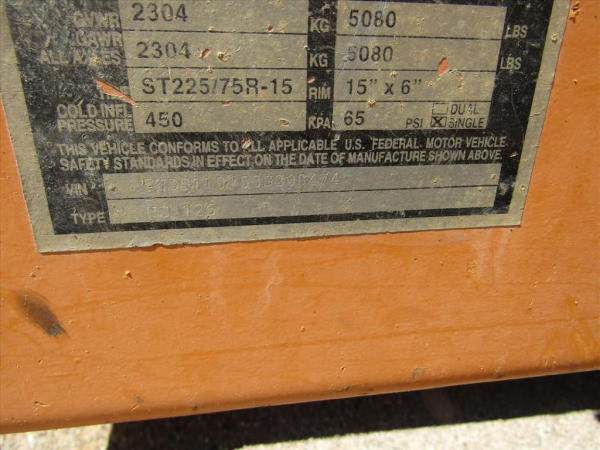 GVWR 2304 KG 5080 LBS
GAWR
ALL AXLES 2304 KG 5080 LBS
ST225/75R-15 RIM 15" x 6"
COLD INFL. PRESSURE 450 KPA 65 PSI DUAL SINGLE
THIS VEHICLE CONFORMS TO ALL APPLICABLE U.S. FEDERAL MOTOR VEHICLE
SAFETY STANDARDS IN EFFECT ON THE DATE OF MANUFACTURE SHOWN ABOVE.
VIN
TYPE